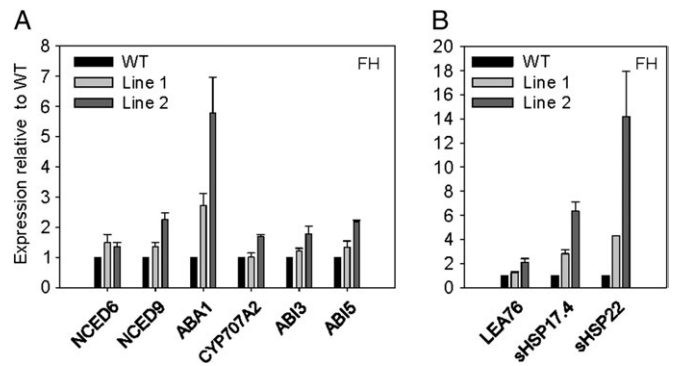 A
Expression relative to WT
8
7
6
5
4
3
2
1
0
WT
Line 1
Line 2
FH
NCED6
NCED9
ABA1
CYP707A2
ABI3
ABI5
B
20
18
16
14
12
10
8
6
4
2
0
WT
Line 1
Line 2
FH
LEA76
sHSP17.4
sHSP22